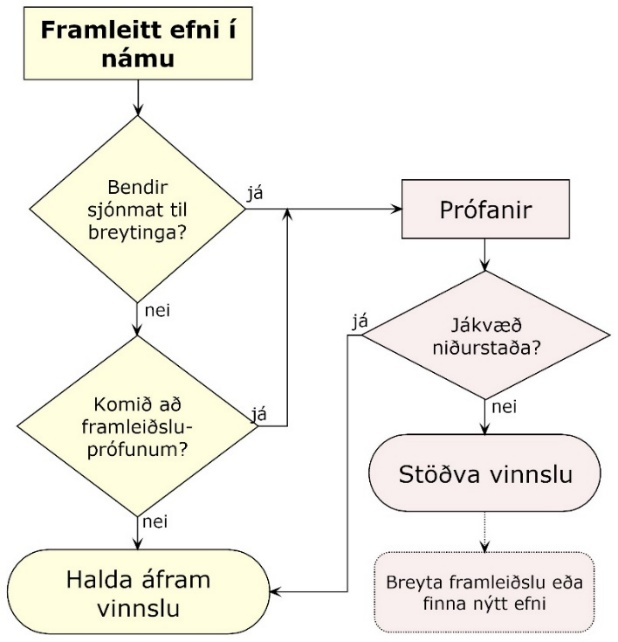 Framleitt efni í
námu
Bendir
sjónmat til
breytinga?
já
nei
Komið að
framleiðslu-
prófunum?
já
nei
Halda áfram
vinnslu
Prófanir
Jákvæð
niðurstaða?
já
nei
Stöðva vinnslu
Breyta framleiðslu eða
finna nýtt efni